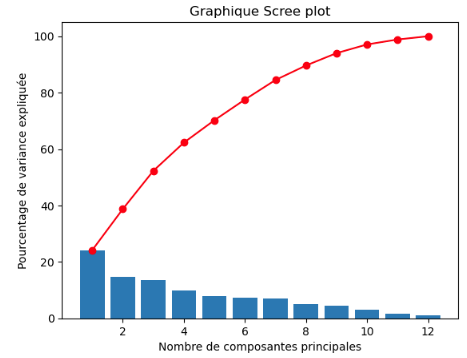 Graphique Scree plot
Pourcentage de variance expliquée
100
80
60
40
20
0
2 4 6 8 10 12
Nombre de composantes principales